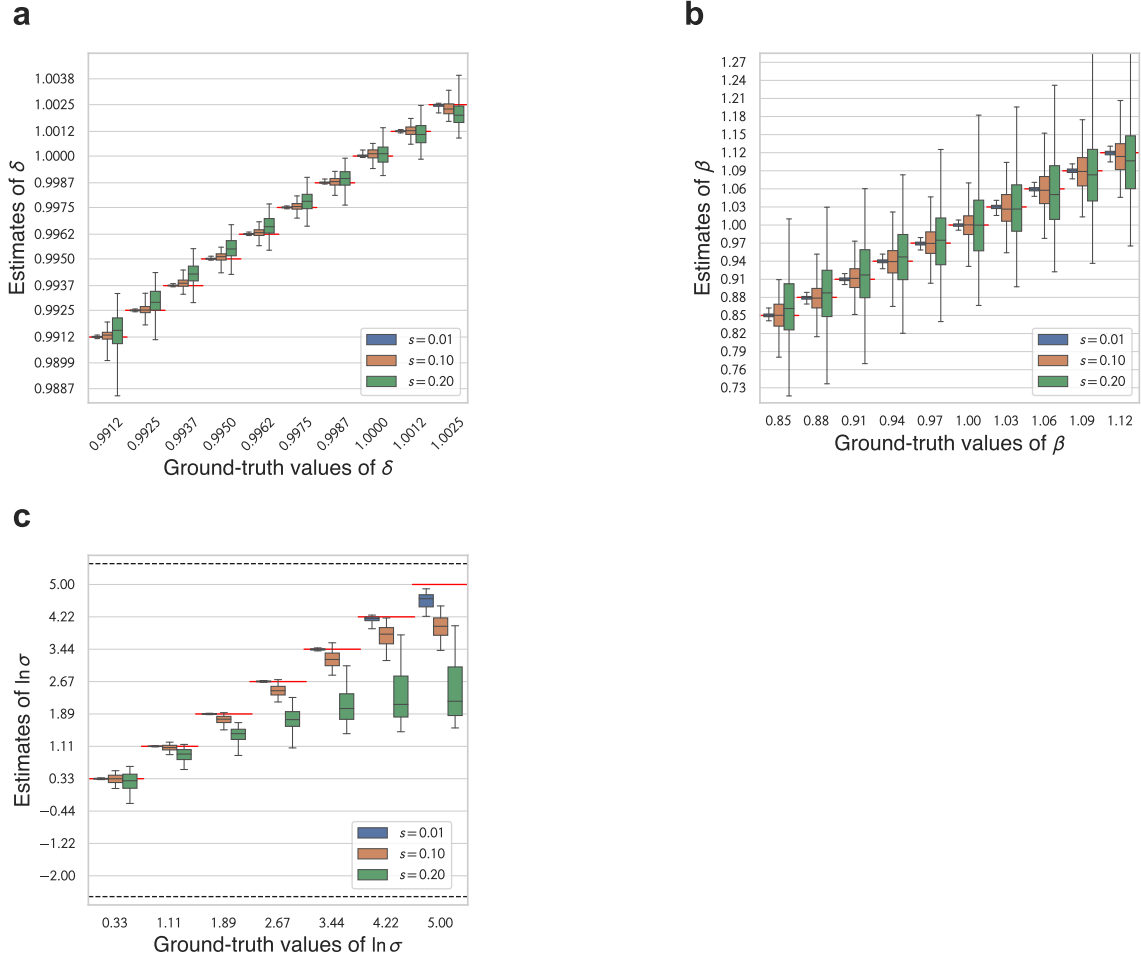 a
1.0038
1.0025
1.0012
1.0000
0.9987
0.9975
0.9962
0.9950
0.9937
0.9925
0.9912
0.9899
0.9887
Estimates of δ
s = 0.01
s = 0.10
s = 0.20
0.9912 0.9925 0.9937 0.9950 0.9962 0.9975 0.9987 1.0000 1.0012 1.0025
Ground-truth values of δ
b
1.27
1.24
1.21
1.18
1.15
1.12
1.09
1.06
1.03
1.00
0.97
0.94
0.91
0.88
0.85
0.82
0.79
0.76
0.73
Estimates of β
s = 0.01
s = 0.10
s = 0.20
0.85 0.88 0.91 0.94 0.97 1.00 1.03 1.06 1.09 1.12
Ground-truth values of β
c
5.00
4.22
3.44
2.67
1.89
1.11
0.33
−0.44
−1.22
−2.00
Estimates of ln σ
s = 0.01
s = 0.10
s = 0.20
0.33 1.11 1.89 2.67 3.44 4.22 5.00
Ground-truth values of ln σ